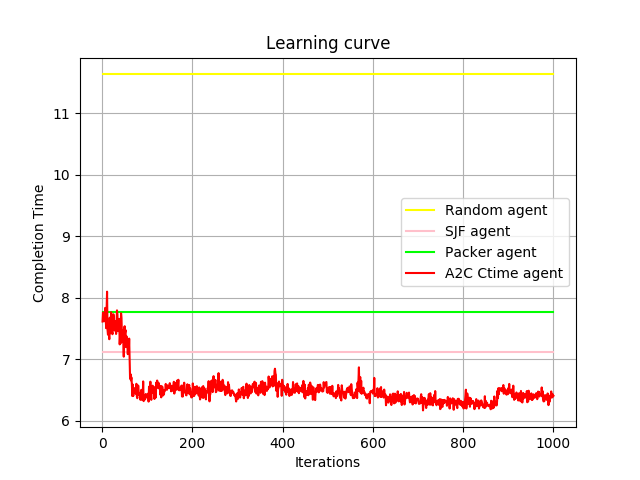 Learning curve
Completion Time
11
10
9
8
7
6
Random agent
SJF agent
Packer agent
A2C Ctime agent
0
200
400
600
800
1000
Iterations